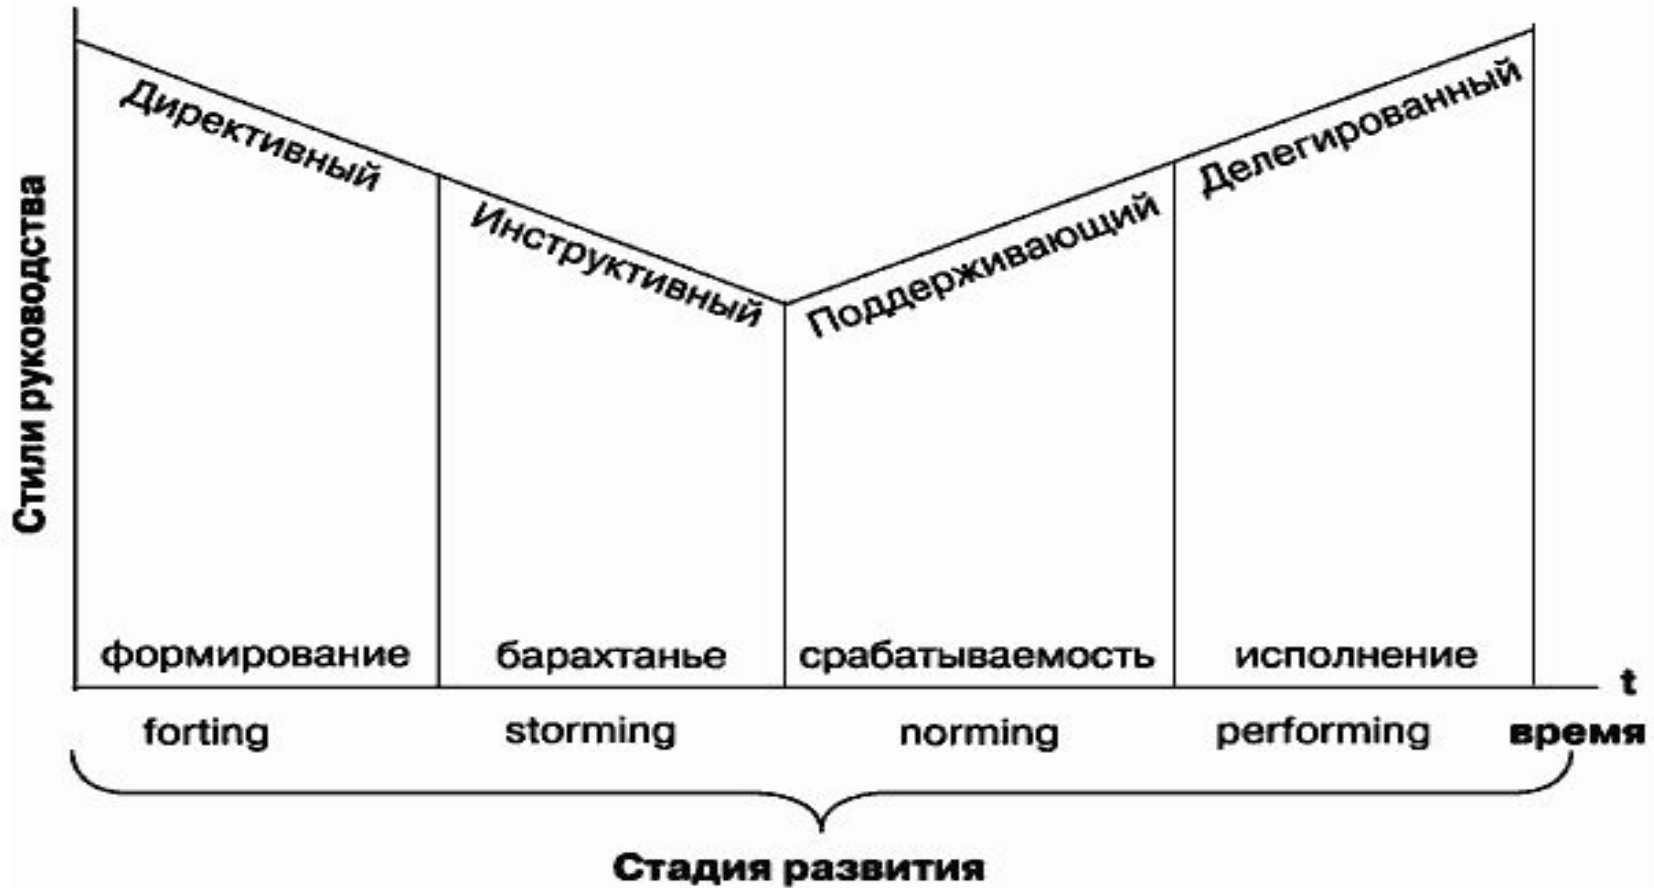 Стили руководства
Директивный
Инструктивный
Поддерживающий
Делегированный
формирование
барахтанье
срабатываемость
исполнение
t
forting
storming
norming
performing
время
Стадия развития